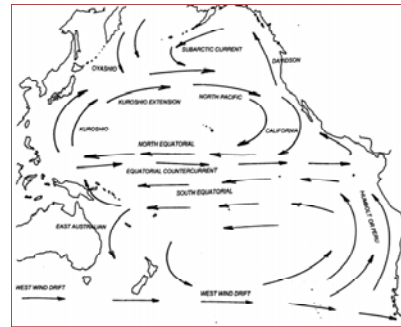 SUBARCTIC CURRENT
OYASHIO
DAVIDSON
KUROSHIO EXTENSION
NORTH PACIFIC
KUROSHIO
CALIFORNIA
NORTH EQUATORIAL
EQUATORIAL COUNTERCURRENT
SOUTH EQUATORIAL
HUMBOLT OR PERU
EAST AUSTRALIAN
WEST WIND DRIFT
WEST WIND DRIFT